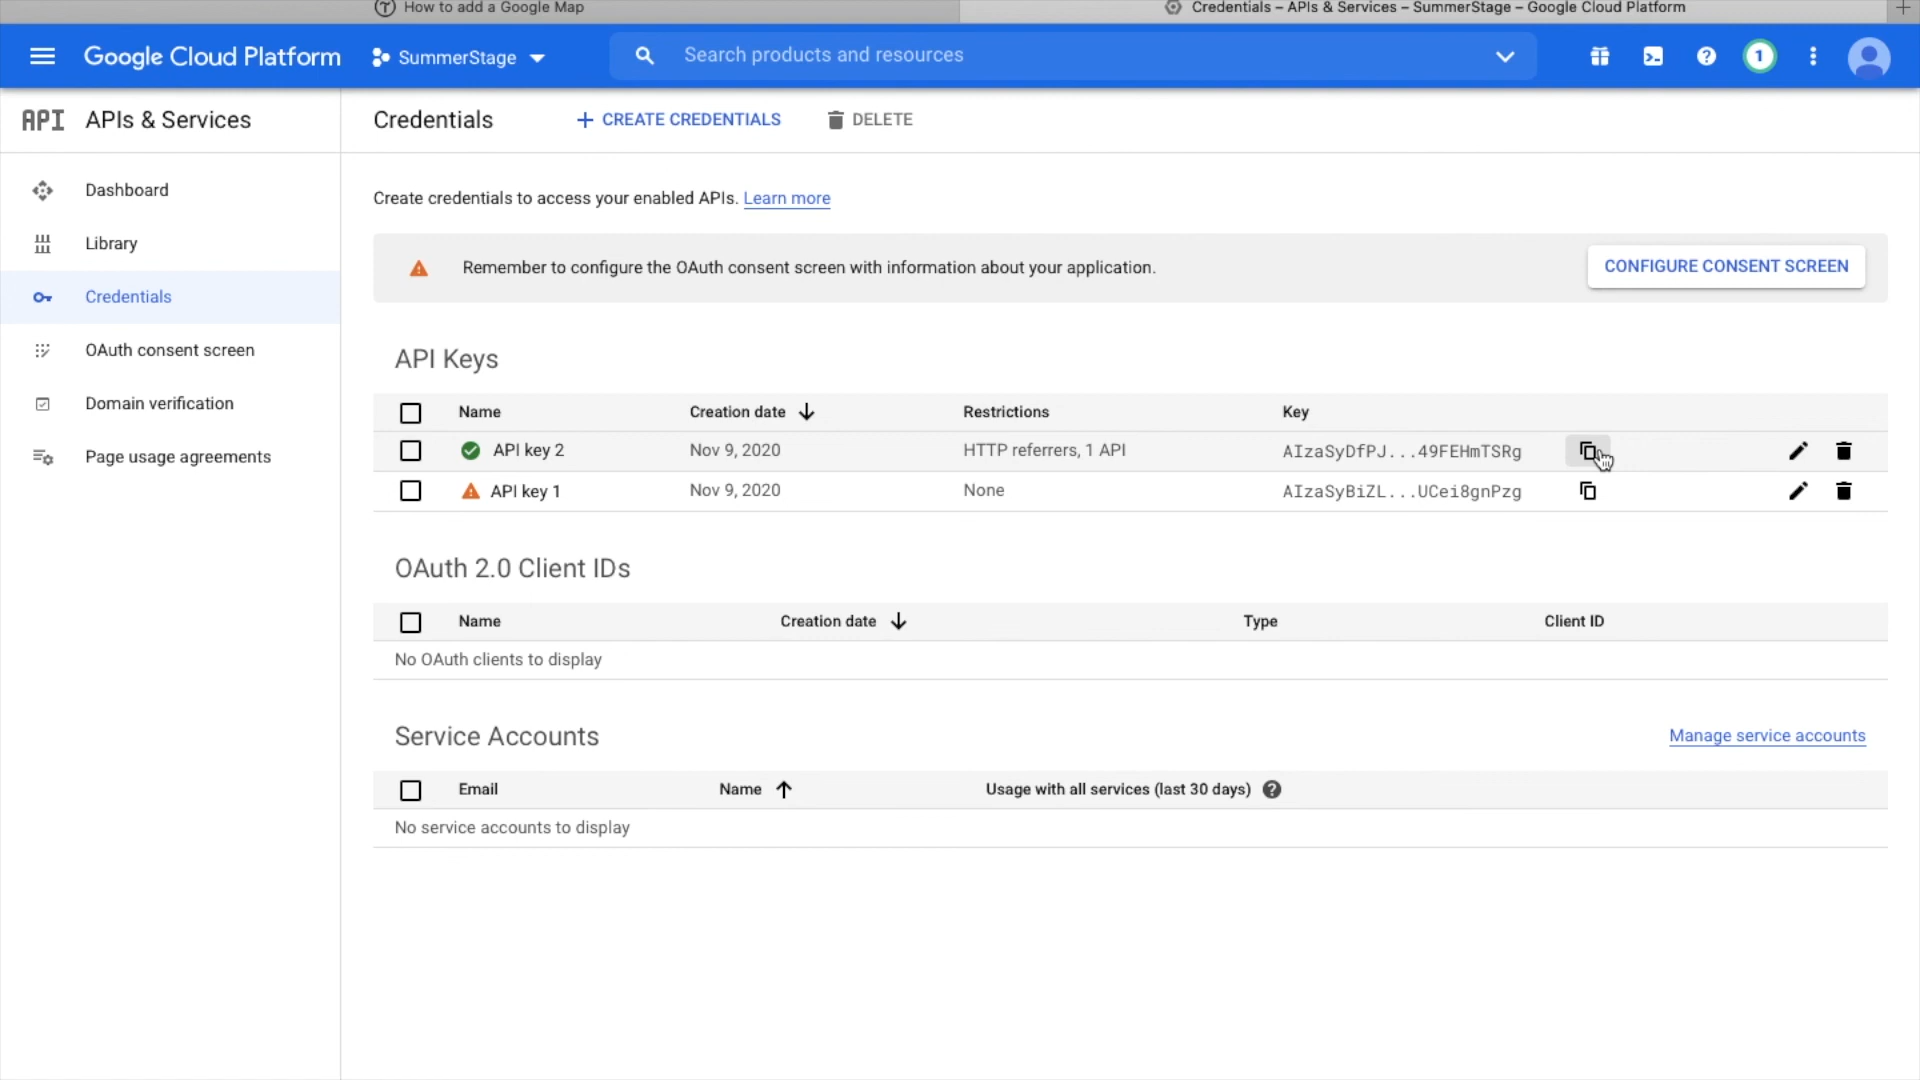 How to add a Google Map
Credentials – APIs & Services – SummerStage – Google Cloud Platform
Google Cloud Platform
SummerStage
Search products and resources
1
API
APIs & Services
Credentials
CREATE CREDENTIALS
DELETE
Dashboard
Library
Credentials
OAuth consent screen
Domain verification
Page usage agreements
Create credentials to access your enabled APIs. Learn more
Remember to configure the OAuth consent screen with information about your application.
CONFIGURE CONSENT SCREEN
API Keys
Name Creation date Restrictions Key
API key 2 Nov 9, 2020 HTTP referrers, 1 API AIzaSyDfPJ...49FEHmTSRg
API key 1 Nov 9, 2020 None AIzaSyBiZL...UCei8gnPzg
OAuth 2.0 Client IDs
Name Creation date Type Client ID
No OAuth clients to display
Service Accounts
Manage service accounts
Email Name Usage with all services (last 30 days)
No service accounts to display